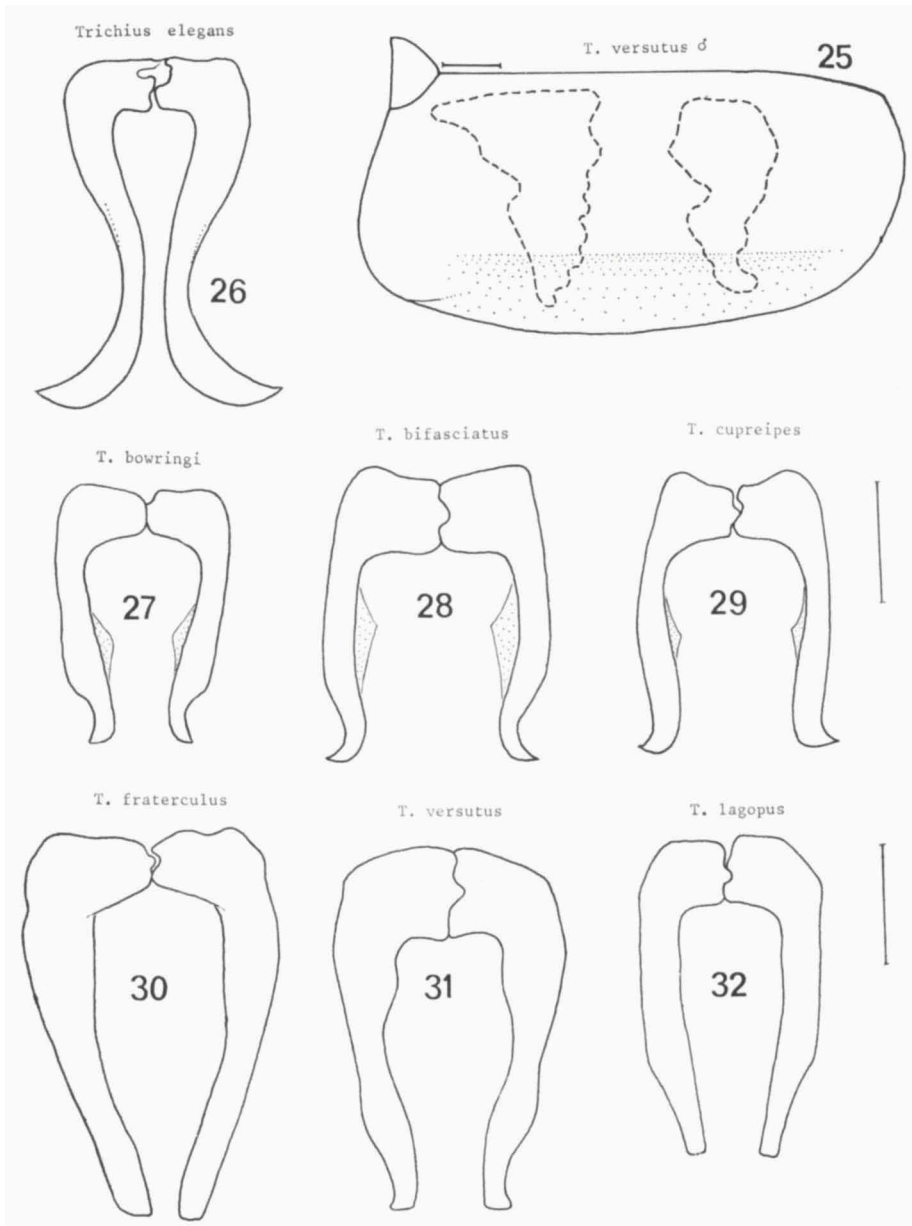 Trichius elegans
T. versutus ♂
25
26
T. bowringi
T. bifasciatus
T. cupreipes
27
28
29
T. fraterculus
T. versutus
T. lagopus
30
31
32